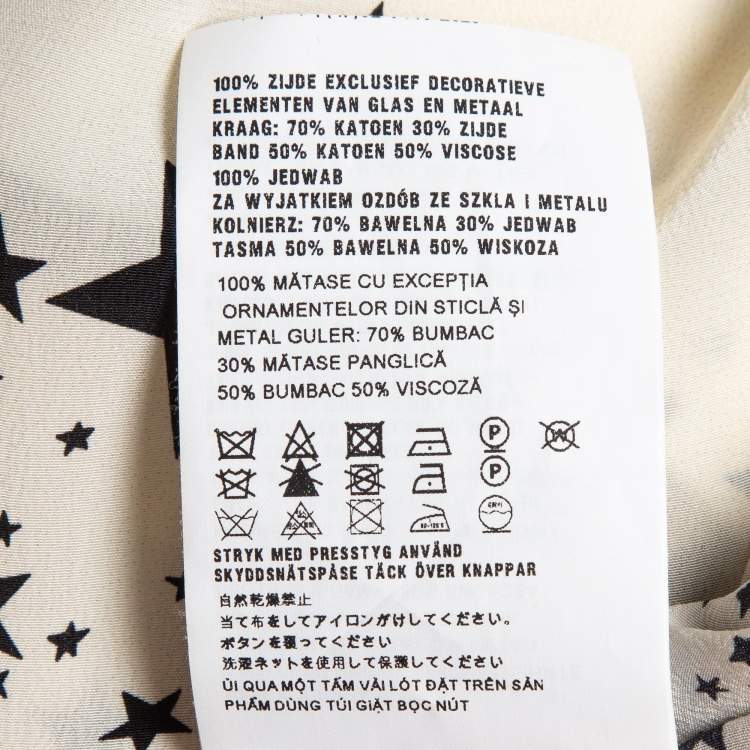 100% ZIJDE EXCLUSIEF DECORATIEVE
ELEMENTEN VAN GLAS EN METAAL
KRAAG: 70% KATOEN 30% ZIJDE
BAND 50% KATOEN 50% VISCOSE
100% JEDWAB
ZA WYJATKIEM OZDÓB ZE SZKLA I METALU
KOLNIERZ: 70% BAWELNA 30% JEDWAB
TASMA 50% BAWELNA 50% WISKOZA
100% MĂTASE CU EXCEPȚIA
ORNAMENTELOR DIN STICLĂ ȘI
METAL GULER: 70% BUMBAC
30% MĂTASE PANGLICĂ
50% BUMBAC 50% VISCOZĂ
P W
P
STRYK MED PRESSTYG ANVÄND
SKYDDSNÄTSPÅSE TÄCK ÖVER KNAPPAR
自然乾燥禁止
当て布をしてアイロンがけしてください。
ボタンを覆ってください
洗濯ネットを使用して保護してください
ỦI QUA MỘT TẤM VẢI LÓT ĐẶT TRÊN SẢN
PHẨM DÙNG TÚI GIẶT BỌC NÚT